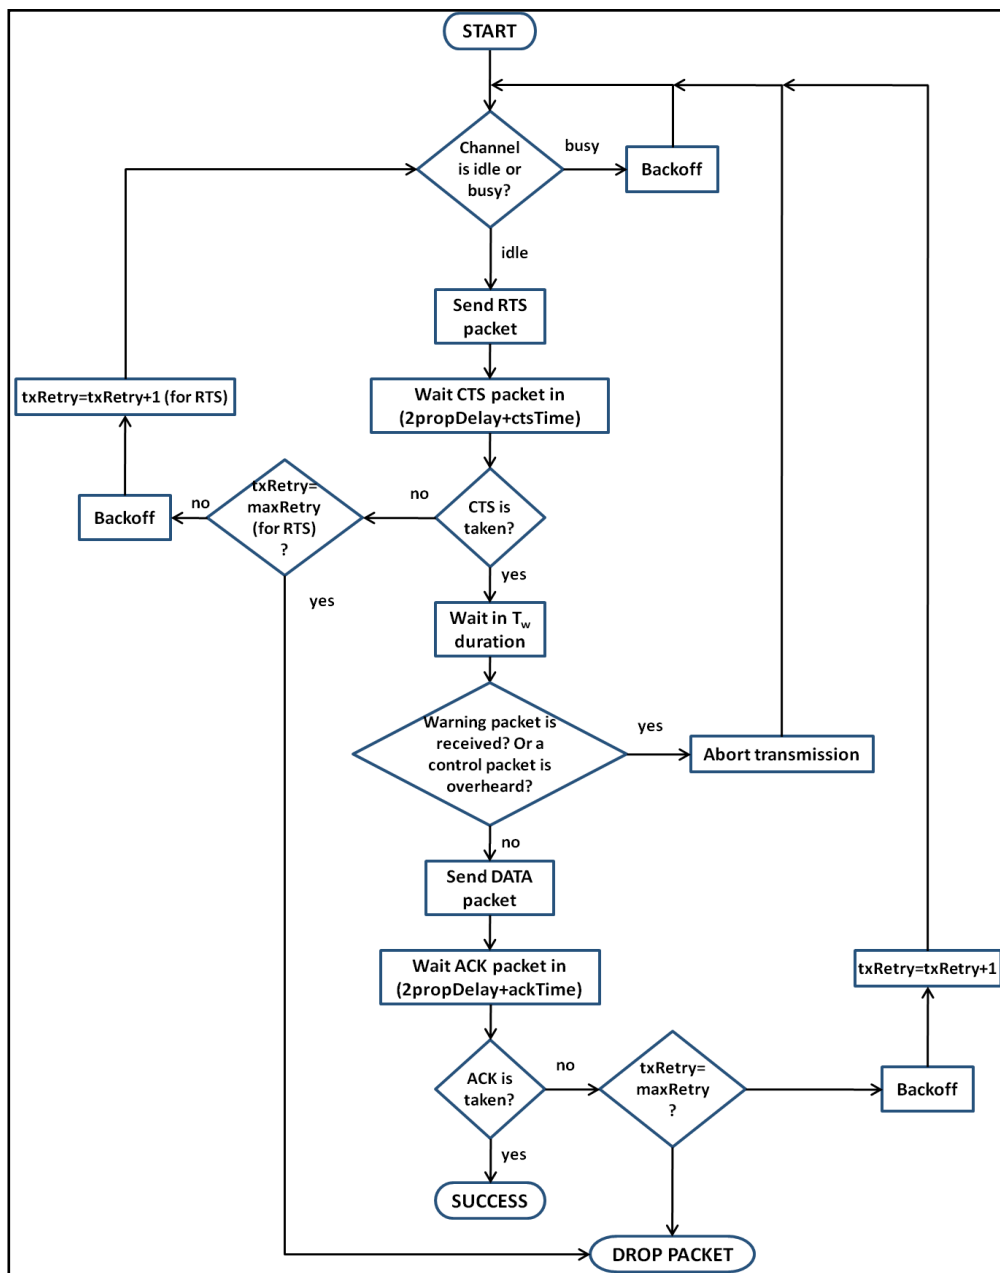 START
Channel
is idle or
busy?
busy
Backoff
idle
Send RTS
packet
txRetry=txRetry+1 (for RTS)
Wait CTS packet in
(2propDelay+ctsTime)
Backoff
no
txRetry=
maxRetry
(for RTS)
?
no
CTS is
taken?
yes
yes
Wait in Tw
duration
Warning packet is
received? Or a
control packet is
overheard?
yes
Abort transmission
no
Send DATA
packet
Wait ACK packet in
(2propDelay+ackTime)
txRetry=txRetry+1
ACK is
taken?
no
txRetry=
maxRetry
?
Backoff
yes
SUCCESS
DROP PACKET